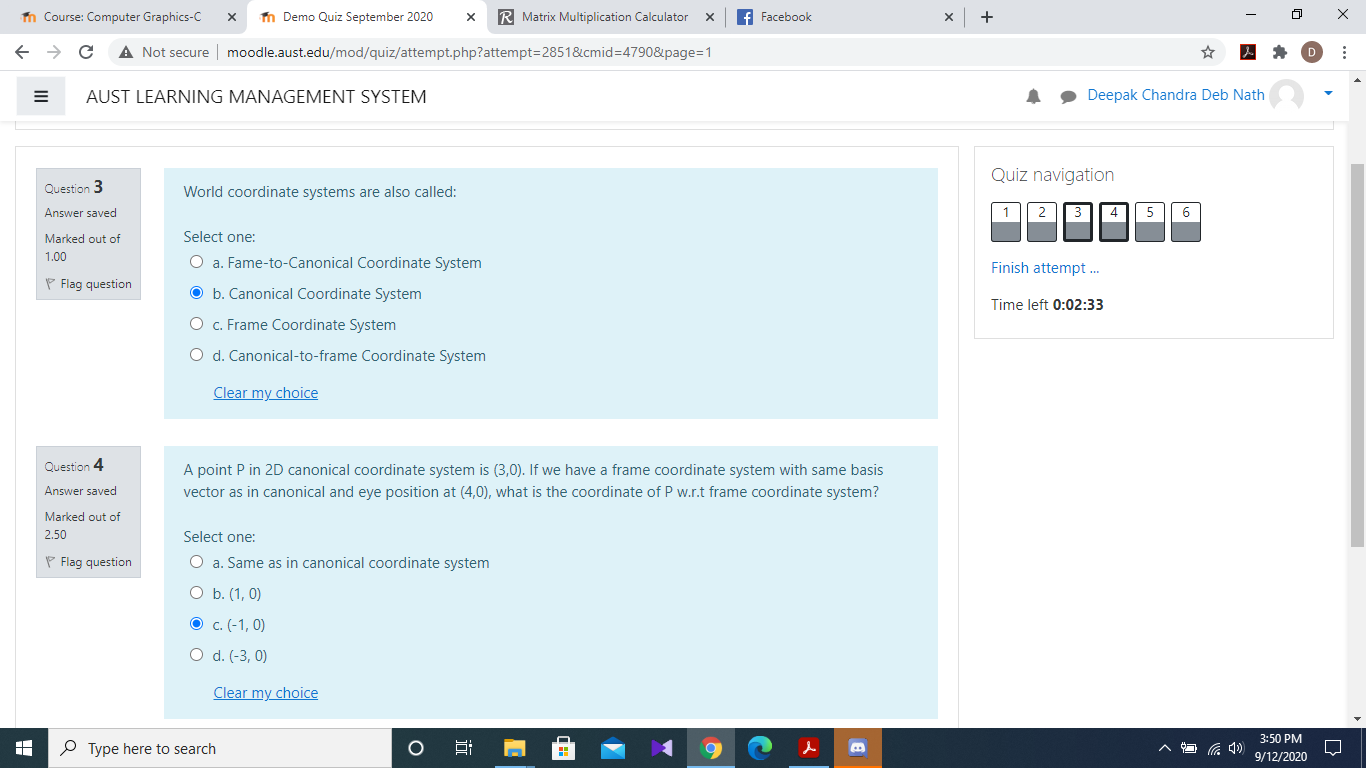 Course: Computer Graphics-C
Demo Quiz September 2020
Matrix Multiplication Calculator
Facebook
Not secure
moodle.aust.edu/mod/quiz/attempt.php?attempt=2851&cmid=4790&page=1
D
AUST LEARNING MANAGEMENT SYSTEM
Deepak Chandra Deb Nath
Question 3
Answer saved
Marked out of
1.00
Flag question
World coordinate systems are also called:
Select one:
a. Fame-to-Canonical Coordinate System
b. Canonical Coordinate System
c. Frame Coordinate System
d. Canonical-to-frame Coordinate System
Clear my choice
Quiz navigation
1 2 3 4 5 6
Finish attempt ...
Time left 0:02:33
Question 4
Answer saved
Marked out of
2.50
Flag question
A point P in 2D canonical coordinate system is (3,0). If we have a frame coordinate system with same basis
vector as in canonical and eye position at (4,0), what is the coordinate of P w.r.t frame coordinate system?
Select one:
a. Same as in canonical coordinate system
b. (1, 0)
c. (-1, 0)
d. (-3, 0)
Clear my choice
Type here to search
3:50 PM
9/12/2020